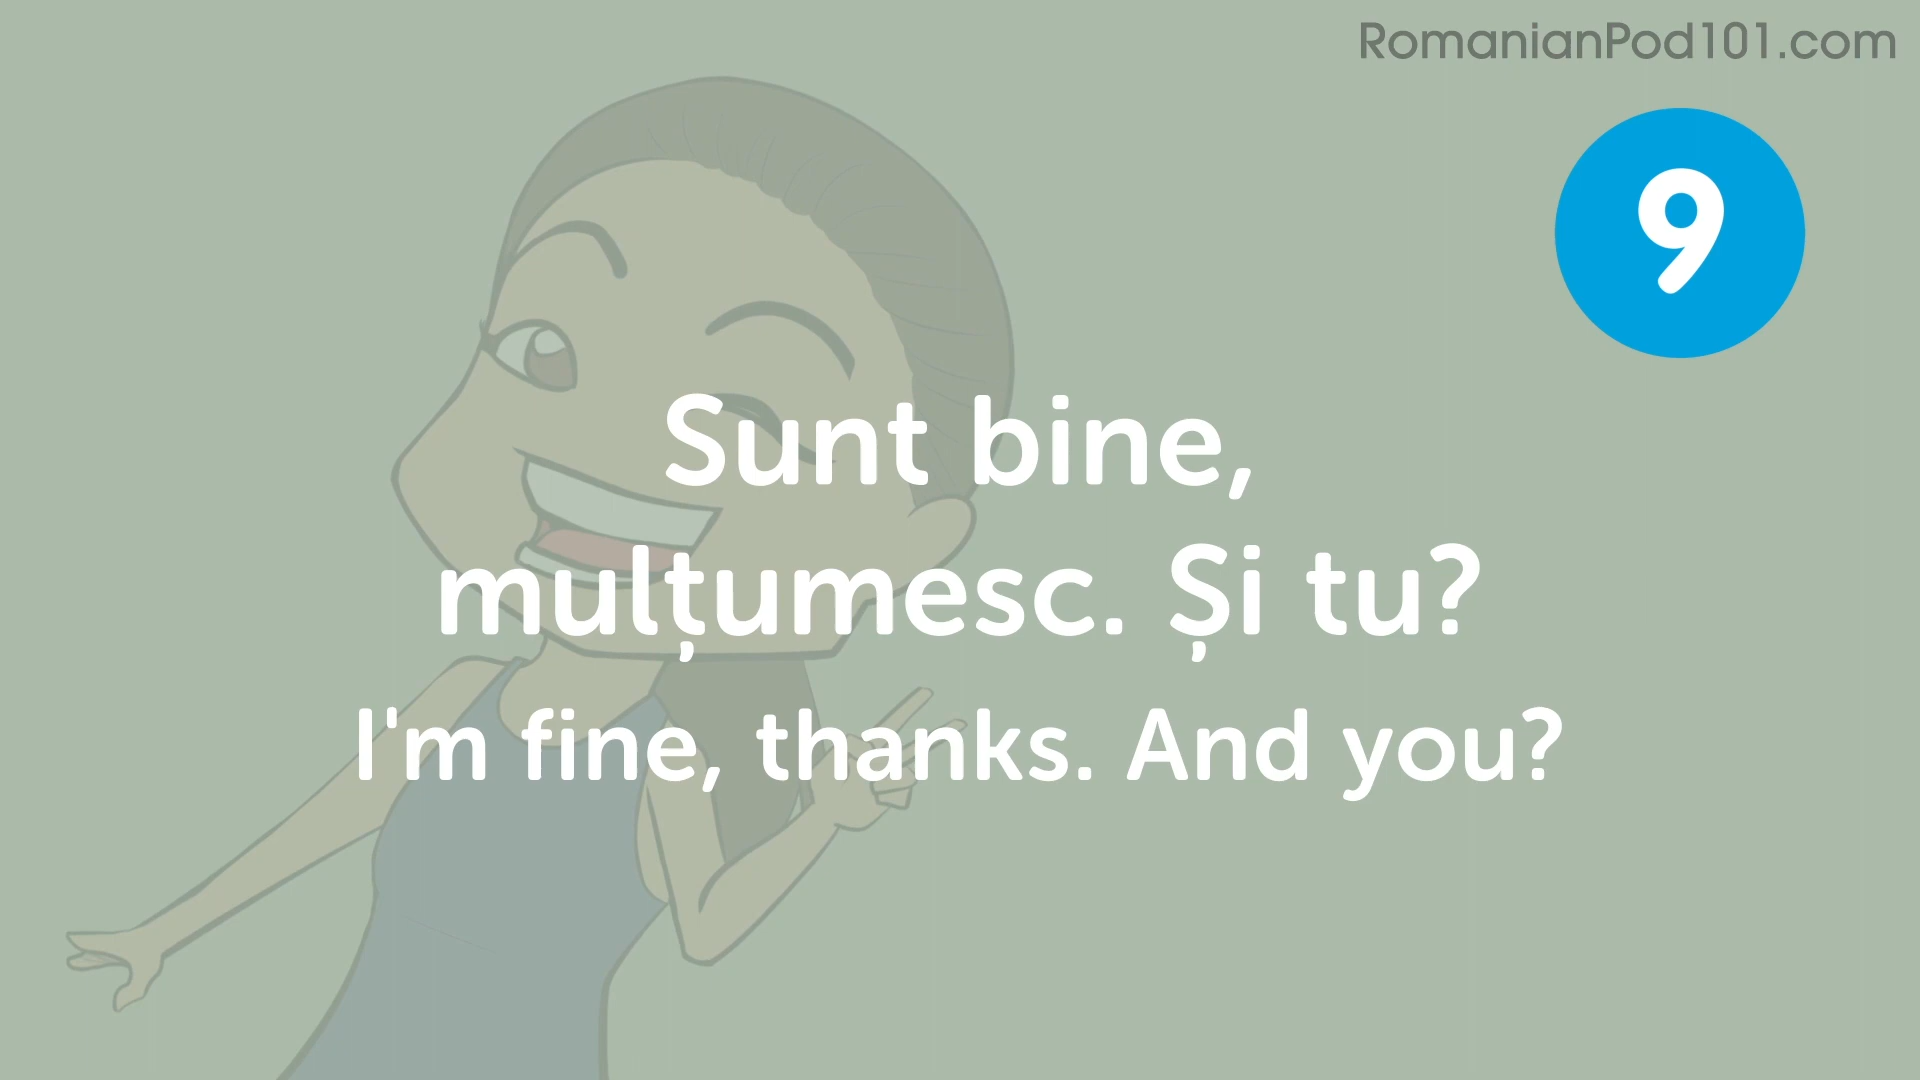 RomanianPod101.com
9
Sunt bine,
mulțumesc. Și tu?
I'm fine, thanks. And you?